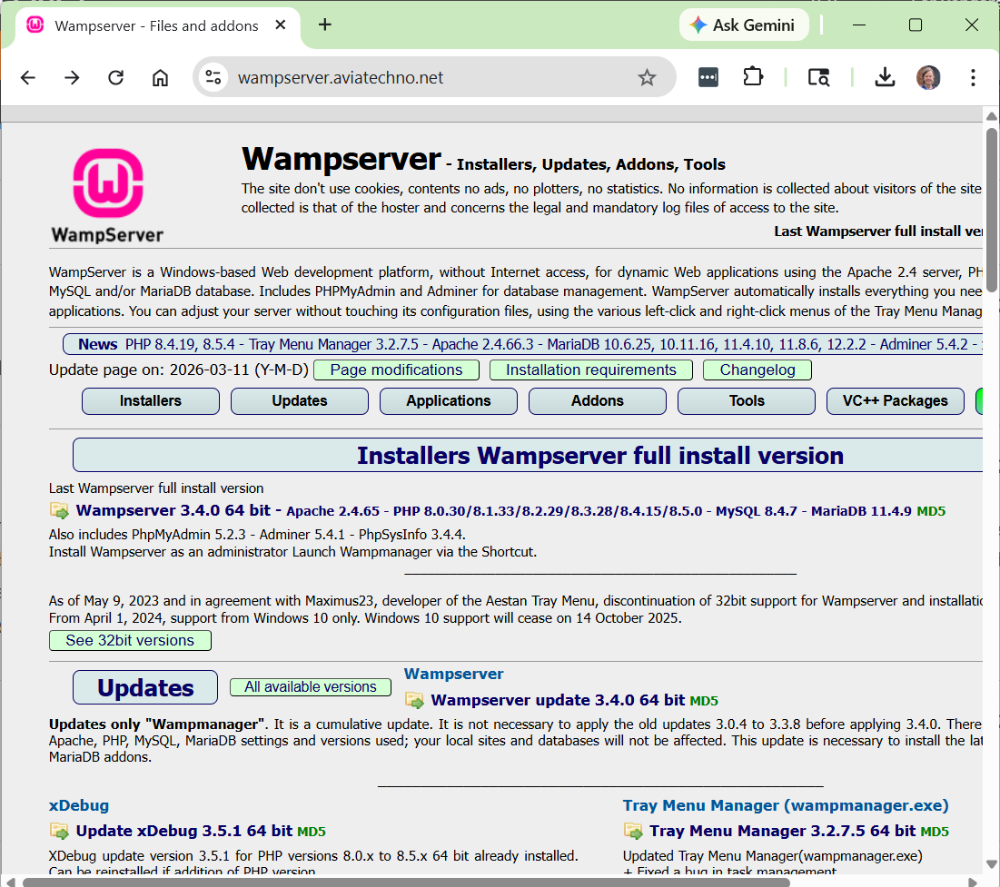 Wampserver - Files and addons
Ask Gemini
wampserver.aviatechno.net
WampServer
Wampserver - Installers, Updates, Addons, Tools
The site don't use cookies, contents no ads, no plotters, no statistics. No information is collected about visitors of the site
collected is that of the hoster and concerns the legal and mandatory log files of access to the site.
Last Wampserver full install ver
WampServer is a Windows-based Web development platform, without Internet access, for dynamic Web applications using the Apache 2.4 server, PH
MySQL and/or MariaDB database. Includes PHPMyAdmin and Adminer for database management. WampServer automatically installs everything you nee
applications. You can adjust your server without touching its configuration files, using the various left-click and right-click menus of the Tray Menu Manag
News PHP 8.4.19, 8.5.4 - Tray Menu Manager 3.2.7.5 - Apache 2.4.66.3 - MariaDB 10.6.25, 10.11.16, 11.4.10, 11.8.6, 12.2.2 - Adminer 5.4.2 -
Update page on: 2026-03-11 (Y-M-D) Page modifications Installation requirements Changelog
Installers Updates Applications Addons Tools VC++ Packages
Installers Wampserver full install version
Last Wampserver full install version
Wampserver 3.4.0 64 bit - Apache 2.4.65 - PHP 8.0.30/8.1.33/8.2.29/8.3.28/8.4.15/8.5.0 - MySQL 8.4.7 - MariaDB 11.4.9 MD5
Also includes PhpMyAdmin 5.2.3 - Adminer 5.4.1 - PhpSysInfo 3.4.4.
Install Wampserver as an administrator Launch Wampmanager via the Shortcut.
As of May 9, 2023 and in agreement with Maximus23, developer of the Aestan Tray Menu, discontinuation of 32bit support for Wampserver and installatio
From April 1, 2024, support from Windows 10 only. Windows 10 support will cease on 14 October 2025.
See 32bit versions
Updates All available versions
Wampserver
Wampserver update 3.4.0 64 bit MD5
Updates only "Wampmanager". It is a cumulative update. It is not necessary to apply the old updates 3.0.4 to 3.3.8 before applying 3.4.0. There
Apache, PHP, MySQL, MariaDB settings and versions used; your local sites and databases will not be affected. This update is necessary to install the lat
MariaDB addons.
xDebug
Update xDebug 3.5.1 64 bit MD5
XDebug update version 3.5.1 for PHP versions 8.0.x to 8.5.x 64 bit already installed.
Can be reinstalled if addition of PHP version
Tray Menu Manager (wampmanager.exe)
Tray Menu Manager 3.2.7.5 64 bit MD5
Updated Tray Menu Manager(wampmanager.exe)
+ Fixed a bug in task management